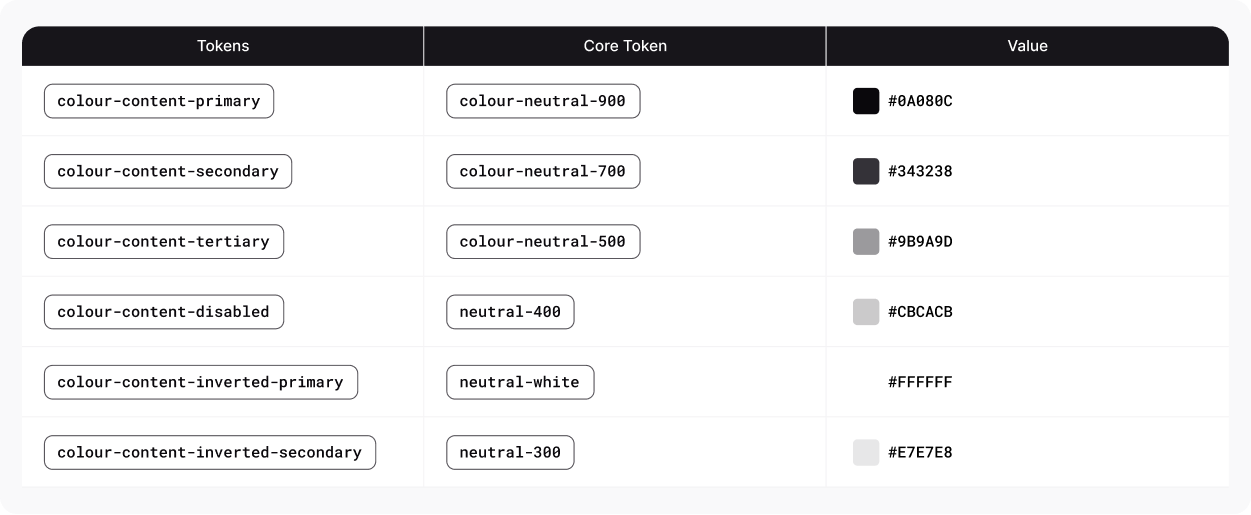 Tokens Core Token Value
colour-content-primary colour-neutral-900 #0A080C
colour-content-secondary colour-neutral-700 #343238
colour-content-tertiary colour-neutral-500 #9B9A9D
colour-content-disabled neutral-400 #CBCACB
colour-content-inverted-primary neutral-white #FFFFFF
colour-content-inverted-secondary neutral-300 #E7E7E8